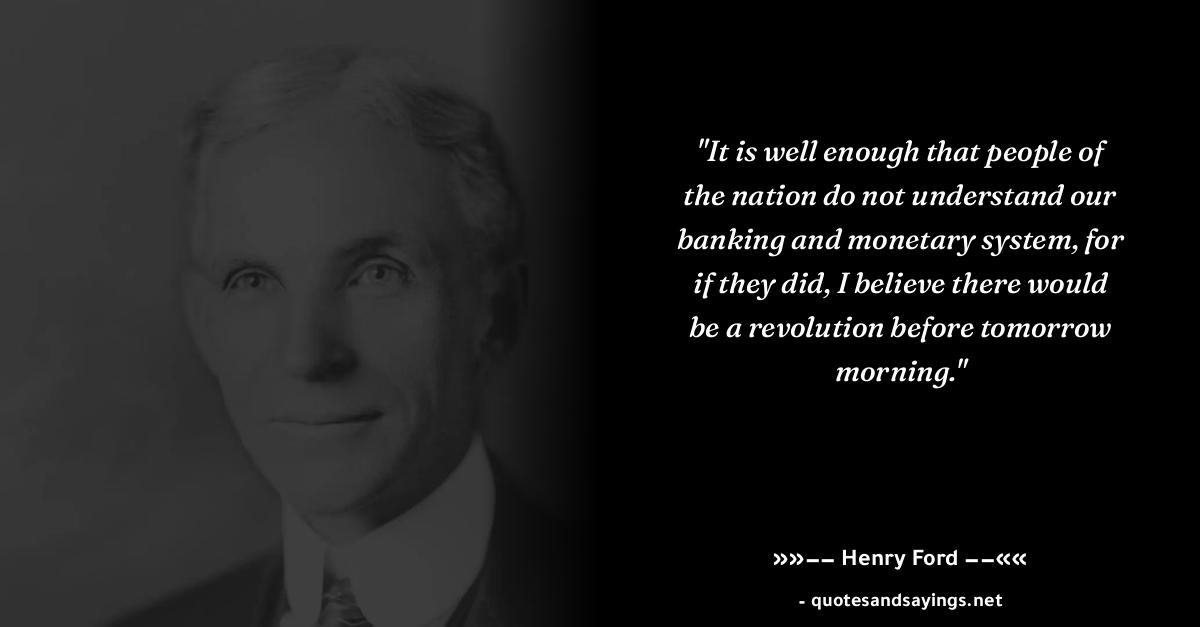 "It is well enough that people of
the nation do not understand our
banking and monetary system, for
if they did, I believe there would
be a revolution before tomorrow
morning."
»»−− Henry Ford −−««
- quotesandsayings.net